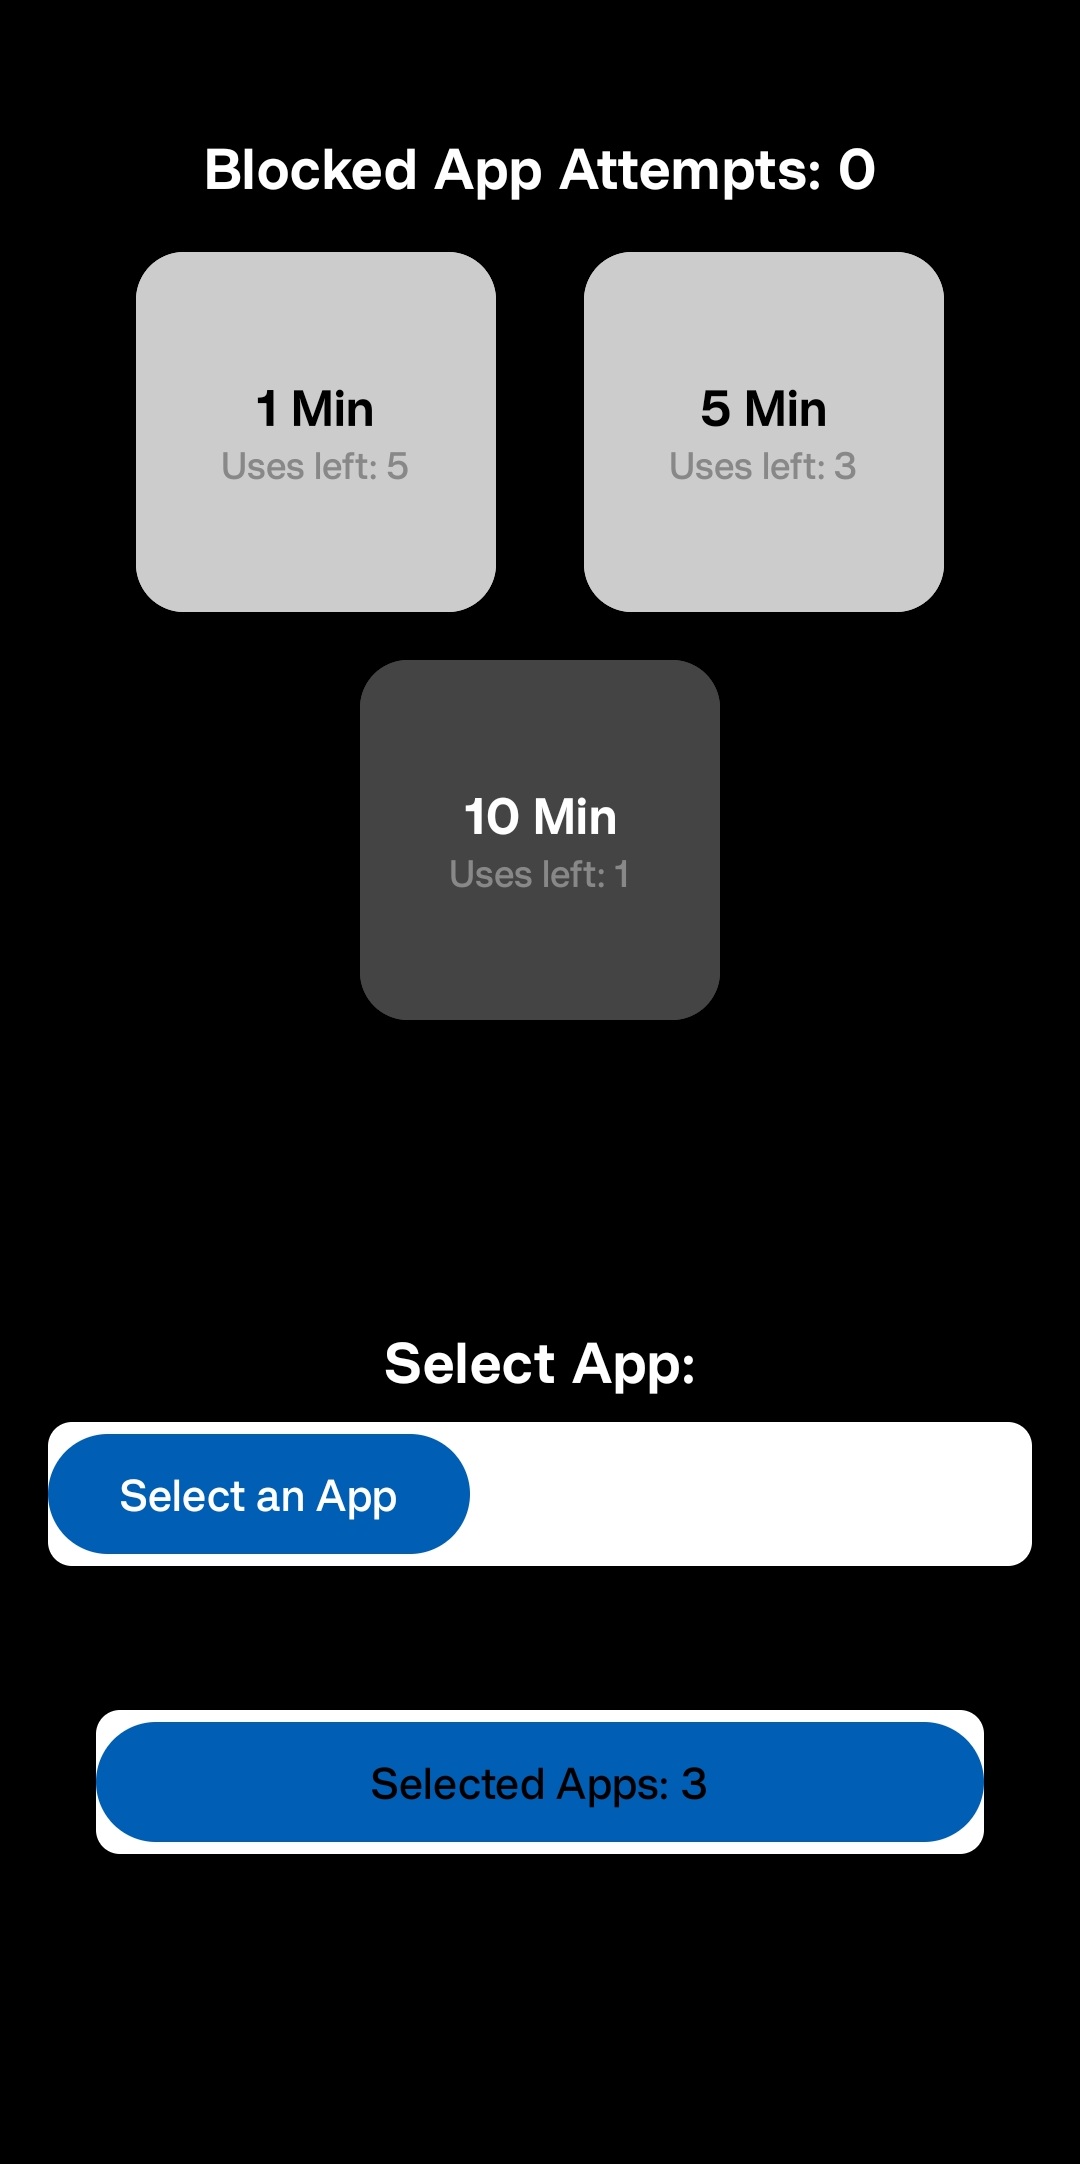 Blocked App Attempts: 0
1 Min
Uses left: 5
5 Min
Uses left: 3
10 Min
Uses left: 1
Select App:
Select an App
Selected Apps: 3